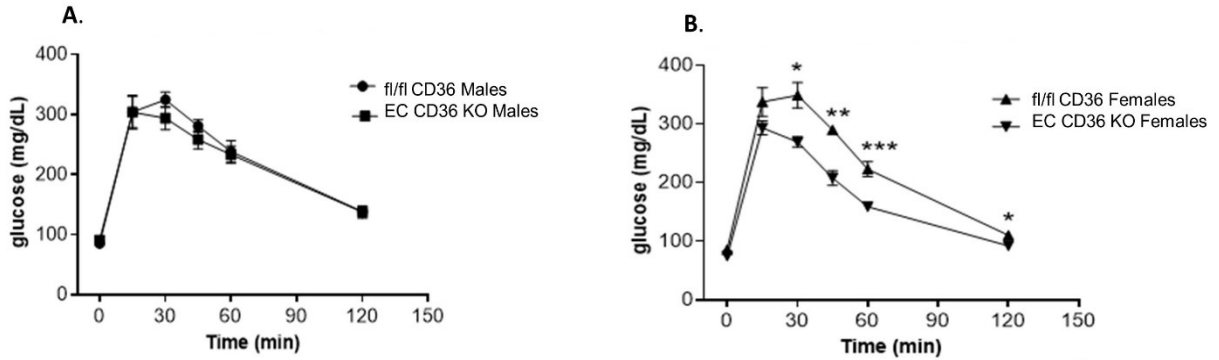 A.
400
300
200
100
0
glucose (mg/dL)
fl/fl CD36 Males
EC CD36 KO Males
0 30 60 90 120 150
Time (min)
B.
400
300
200
100
0
glucose (mg/dL)
*
**
***
*
fl/fl CD36 Females
EC CD36 KO Females
0 30 60 90 120 150
Time (min)